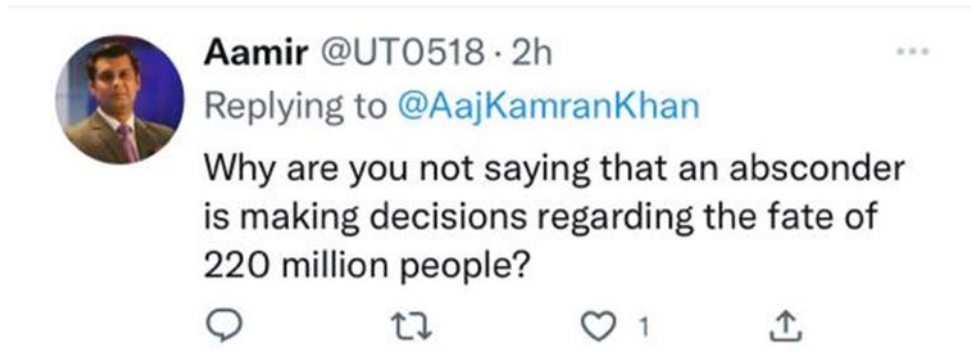 Aamir @UT0518 · 2h
Replying to @AajKamranKhan
Why are you not saying that an absconder
is making decisions regarding the fate of
220 million people?
1